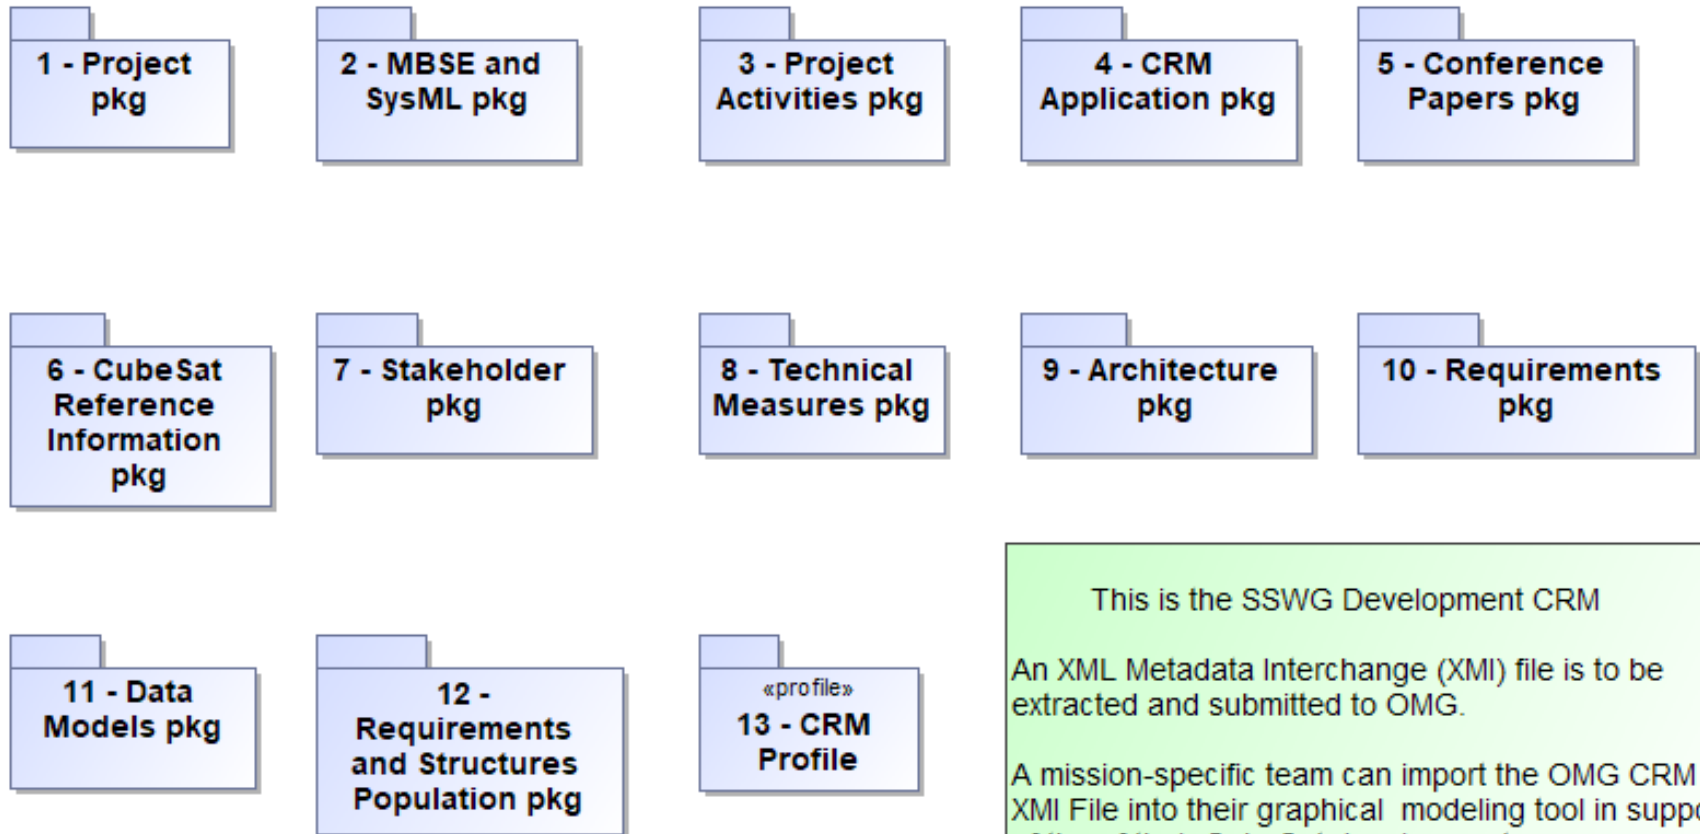 1 - Project
pkg
2 - MBSE and
SysML pkg
3 - Project
Activities pkg
4 - CRM
Application pkg
5 - Conference
Papers pkg
6 - CubeSat
Reference
Information
pkg
7 - Stakeholder
pkg
8 - Technical
Measures pkg
9 - Architecture
pkg
10 - Requirements
pkg
11 - Data
Models pkg
12 -
Requirements
and Structures
Population pkg
«profile»
13 - CRM
Profile
This is the SSWG Development CRM
An XML Metadata Interchange (XMI) file is to be
extracted and submitted to OMG.
A mission-specific team can import the OMG CRM
XMI File into their graphical modeling tool in